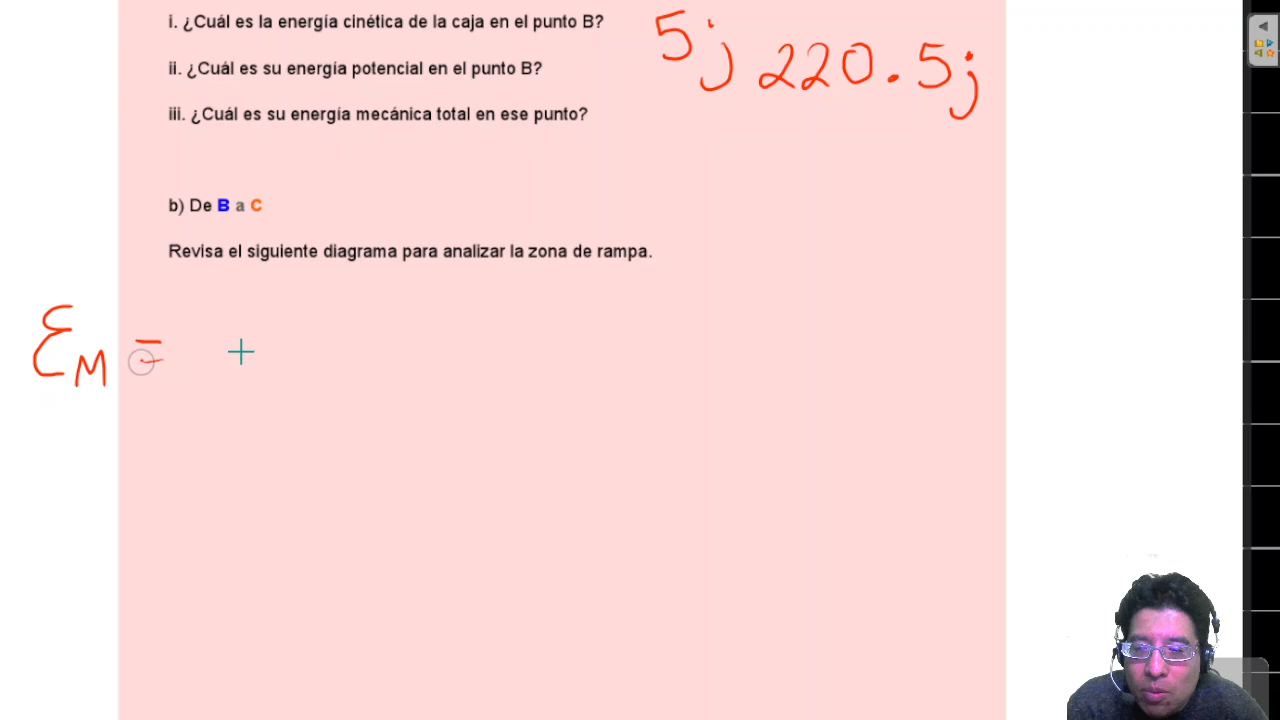 i. ¿Cuál es la energía cinética de la caja en el punto B?
5j 220.5j
ii. ¿Cuál es su energía potencial en el punto B?
iii. ¿Cuál es su energía mecánica total en ese punto?
b) De B a C
Revisa el siguiente diagrama para analizar la zona de rampa.
ƐM =